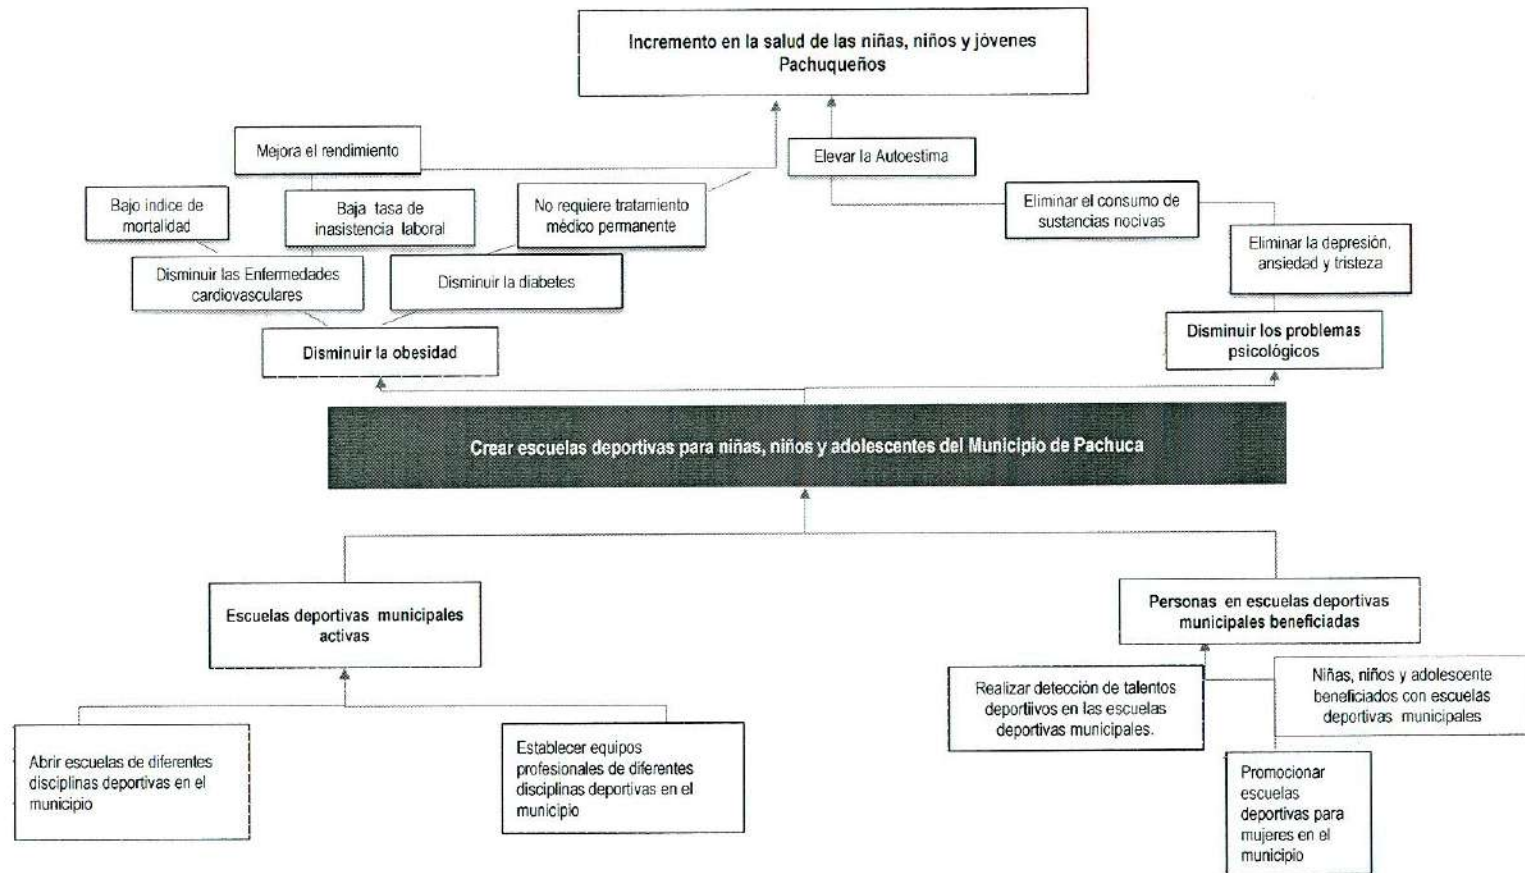 Incremento en la salud de las niñas, niños y jóvenes
Pachuqueños
Mejora el rendimiento
Elevar la Autoestima
Bajo indice de
mortalidad
Baja tasa de
inasistencia laboral
No requiere tratamiento
médico permanente
Eliminar el consumo de
sustancias nocivas
Eliminar la depresión,
ansiedad y tristeza
Disminuir las Enfermedades
cardiovasculares
Disminuir la diabetes
Disminuir la obesidad
Disminuir los problemas
psicológicos
Crear escuelas deportivas para niñas, niños y adolescentes del Municipio de Pachuca
Escuelas deportivas municipales
activas
Personas en escuelas deportivas
municipales beneficiadas
Realizar detección de talentos
deportiivos en las escuelas
deportivas municipales.
Niñas, niños y adolescente
beneficiados con escuelas
deportivas municipales
Abrir escuelas de diferentes
disciplinas deportivas en el
municipio
Establecer equipos
profesionales de diferentes
disciplinas deportivas en el
municipio
Promocionar
escuelas
deportivas para
mujeres en el
municipio